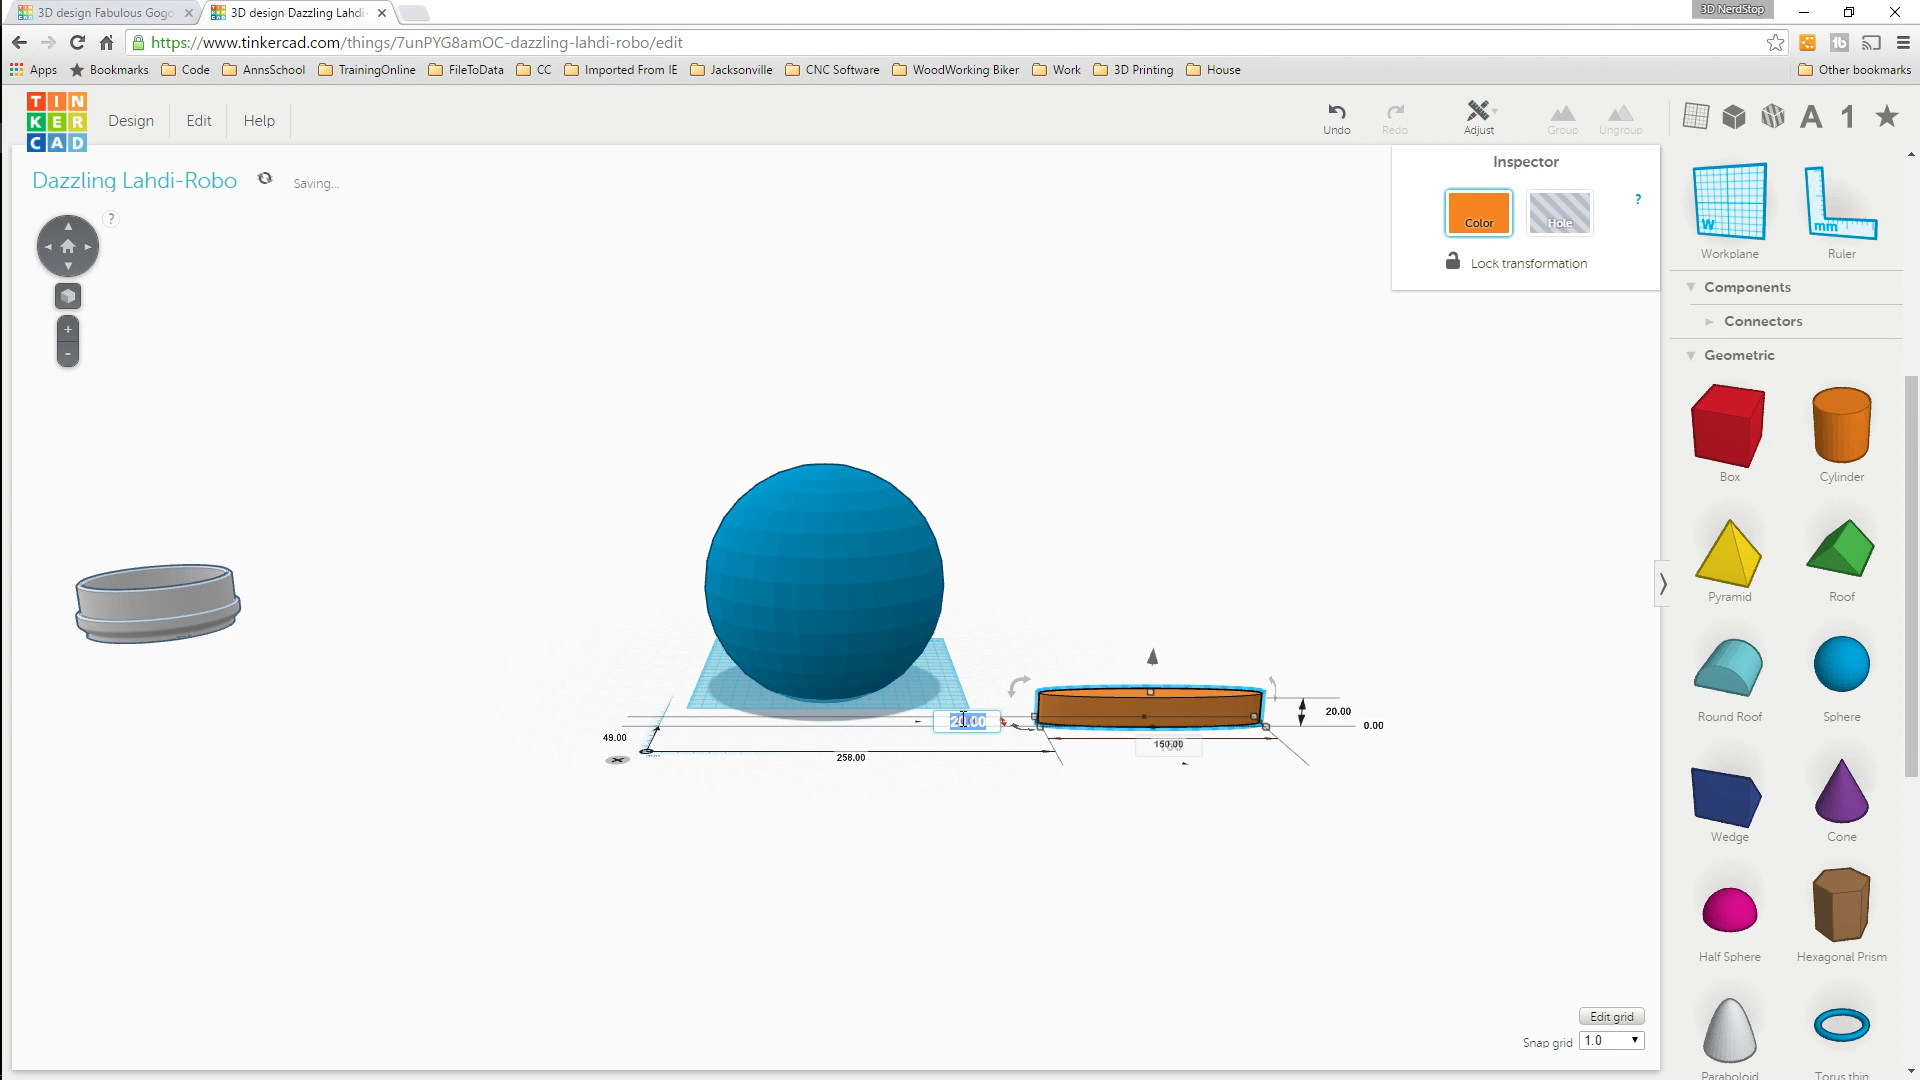 3D design Fabulous Gogo
3D design Dazzling Lahdi-
3D NerdStop
https://www.tinkercad.com/things/7unPYG8amOC-dazzling-lahdi-robo/edit
Apps
Bookmarks
Code
AnnsSchool
TrainingOnline
FileToData
CC
Imported From IE
Jacksonville
CNC Software
WoodWorking Biker
Work
3D Printing
House
Other bookmarks
TIN
KER
CAD
Design
Edit
Help
Undo
Redo
Adjust
Group
Ungroup
A
1
Dazzling Lahdi-Robo
Saving...
?
Inspector
Color
Hole
?
Lock transformation
W
mm
Workplane
Ruler
Components
Connectors
Geometric
Box
Cylinder
Pyramid
Roof
Round Roof
Sphere
Wedge
Cone
Half Sphere
Hexagonal Prism
Paraboloid
Torus thin
20.00
20.00
0.00
49.00
258.00
150.00
Edit grid
Snap grid
1.0